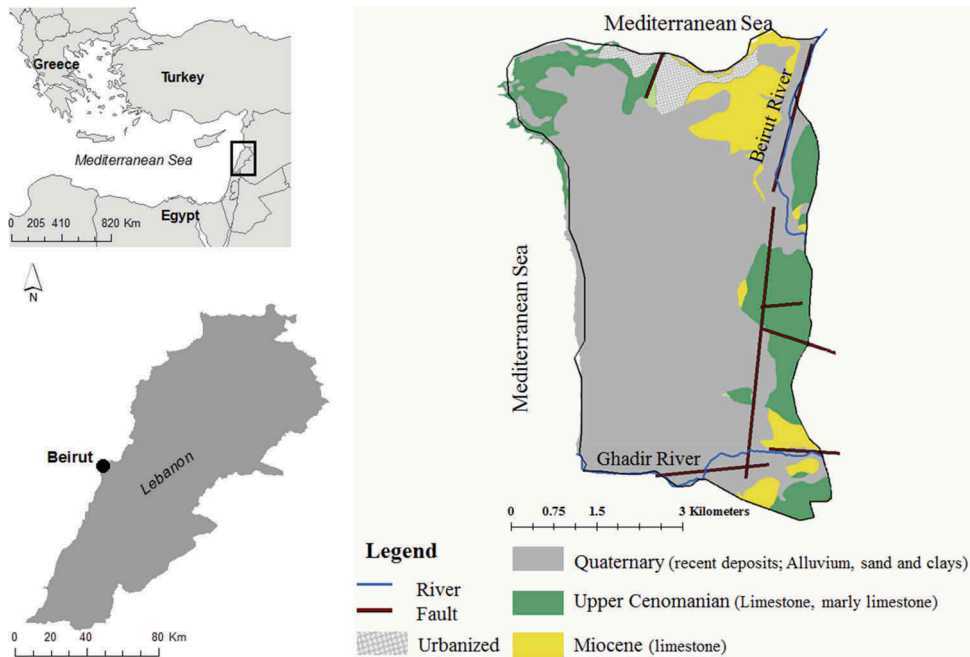 Greece
Turkey
Mediterranean Sea
Egypt
0 205 410 820 Km
N
Beirut
Lebanon
0 20 40 80 Km
Mediterranean Sea
Beirut River
Mediterranean Sea
Ghadir River
0 0.75 1.5 3 Kilometers
Legend
River
Fault
Urbanized
Quaternary (recent deposits; Alluvium, sand and clays)
Upper Cenomanian (Limestone, marly limestone)
Miocene (limestone)